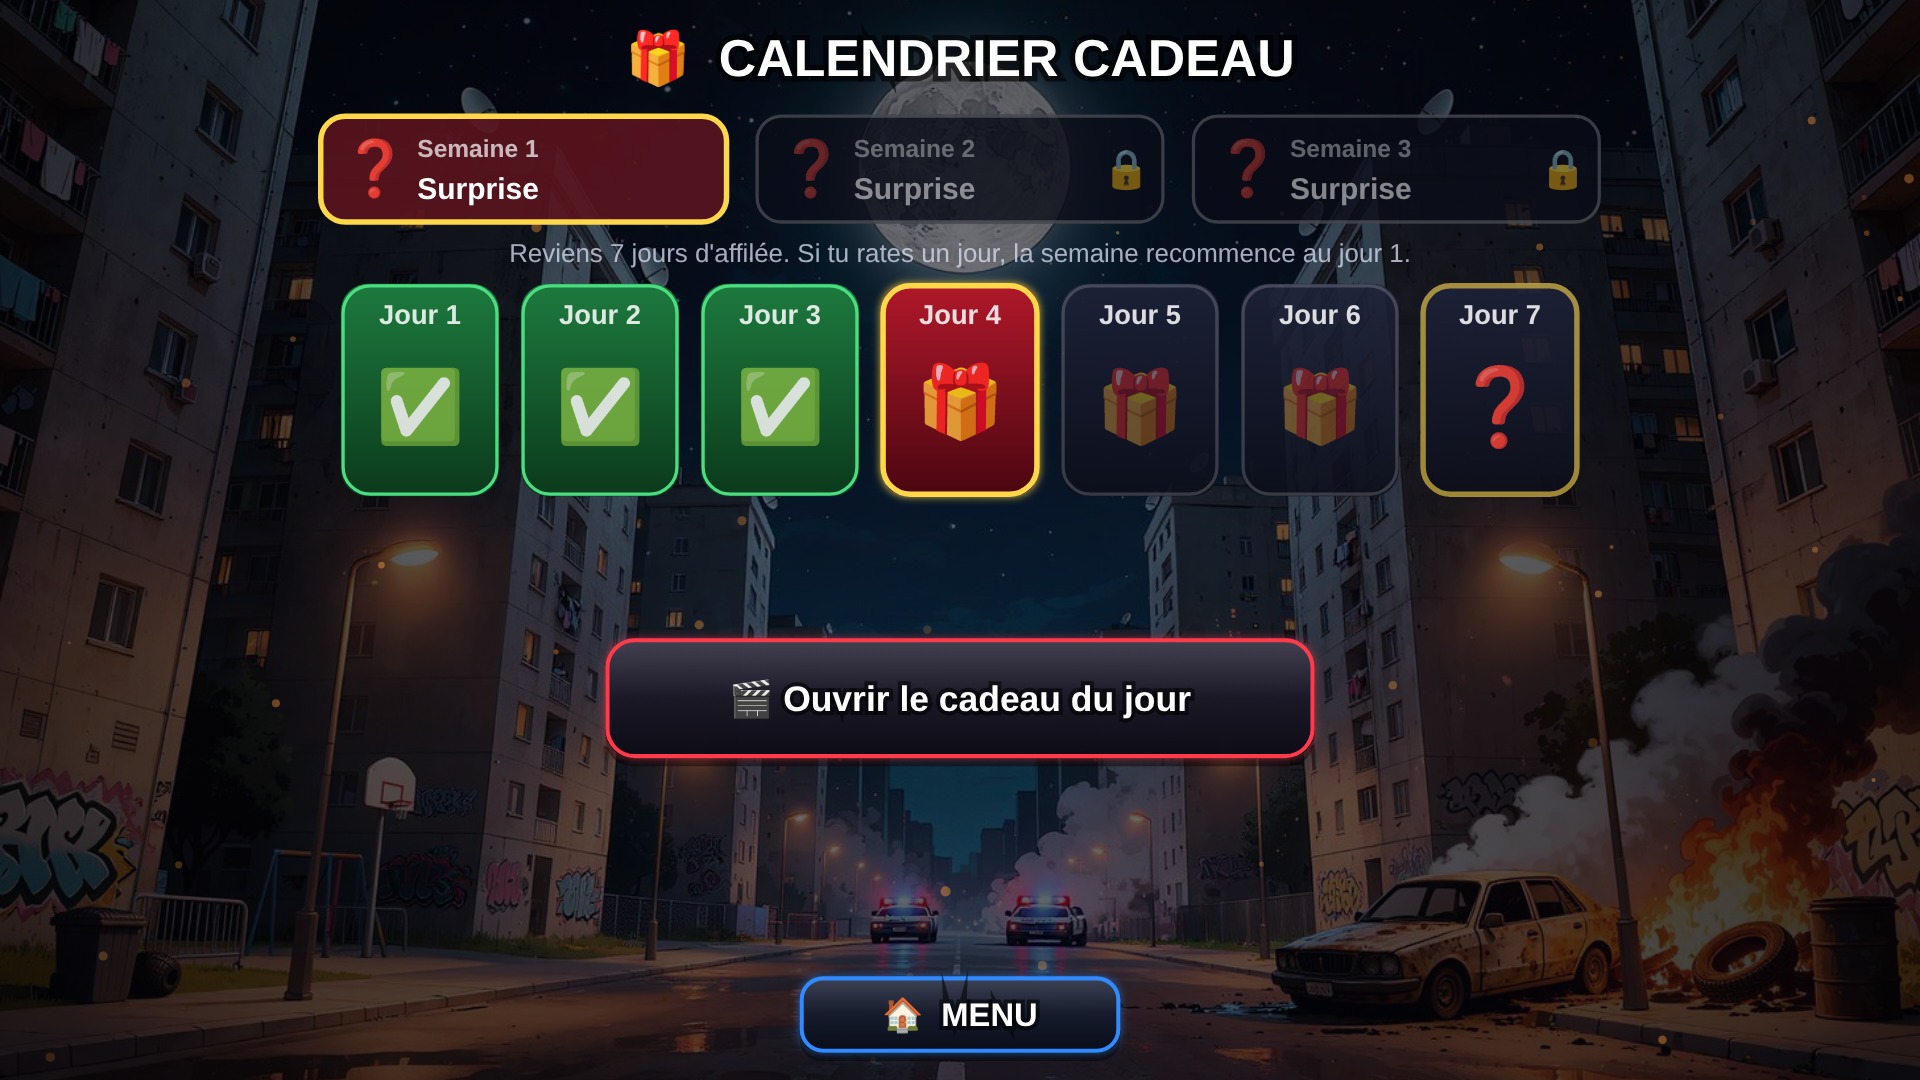 CALENDRIER CADEAU
Semaine 1
Surprise
Semaine 2
Surprise
Semaine 3
Surprise
Reviens 7 jours d'affilée. Si tu rates un jour, la semaine recommence au jour 1.
Jour 1
Jour 2
Jour 3
Jour 4
Jour 5
Jour 6
Jour 7
Ouvrir le cadeau du jour
MENU